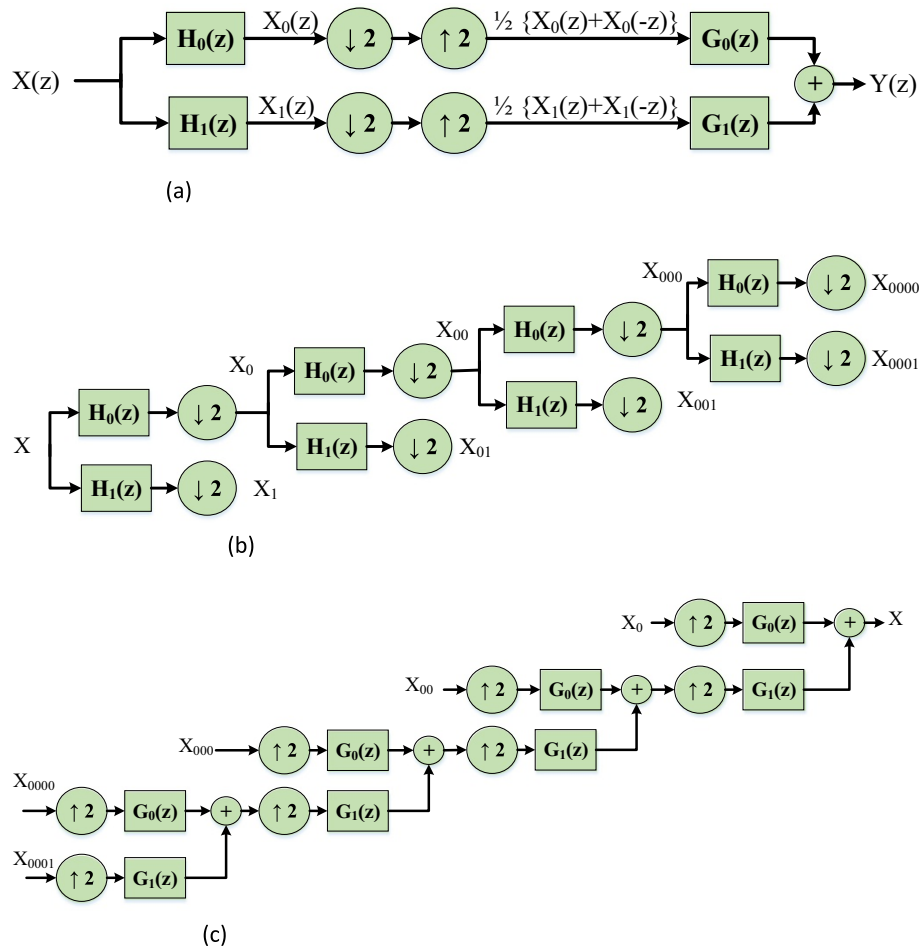 H₀(z) X₀(z) ↓ 2 ↑ 2 ½ {X₀(z)+X₀(-z)} G₀(z)
X(z) + Y(z)
H₁(z) X₁(z) ↓ 2 ↑ 2 ½ {X₁(z)+X₁(-z)} G₁(z)
(a)
X₀₀₀ H₀(z) ↓ 2 X₀₀₀₀
X₀₀ H₀(z) ↓ 2 H₁(z) ↓ 2 X₀₀₀₁
X₀ H₀(z) ↓ 2 H₁(z) ↓ 2 X₀₀₁
H₀(z) ↓ 2 H₁(z) ↓ 2 X₀₁
X
H₁(z) ↓ 2 X₁
(b)
X₀ ↑ 2 G₀(z) + X
X₀₀ ↑ 2 G₀(z) + ↑ 2 G₁(z)
X₀₀₀ ↑ 2 G₀(z) + ↑ 2 G₁(z)
X₀₀₀₀ ↑ 2 G₀(z) + ↑ 2 G₁(z)
X₀₀₀₁ ↑ 2 G₁(z)
(c)